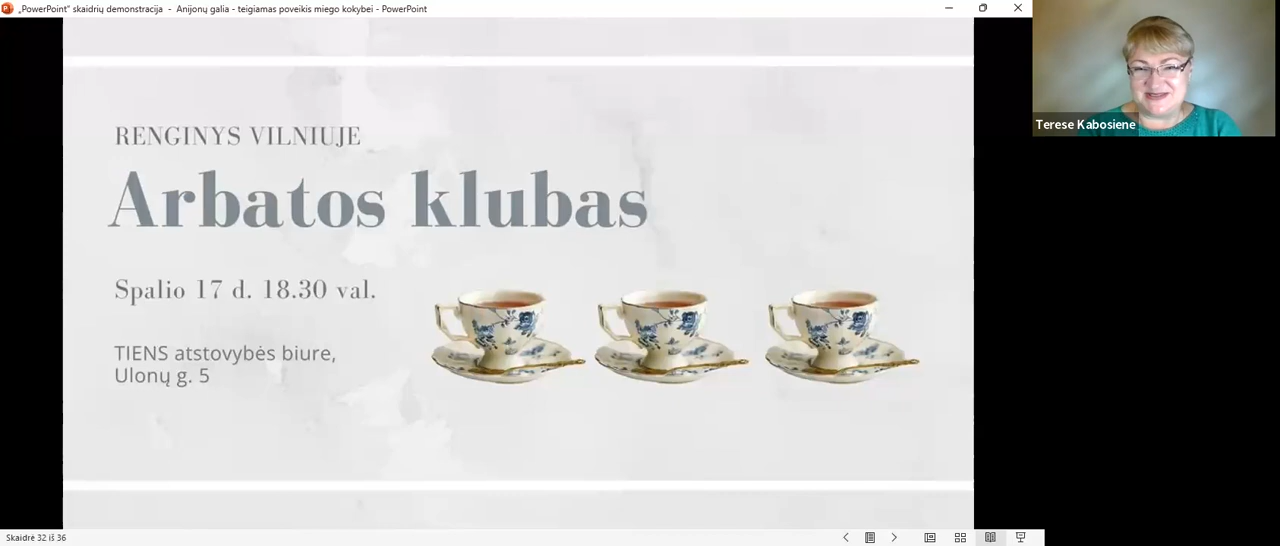 „PowerPoint" skaidrių demonstracija - Anijonų galia - teigiamas poveikis miego kokybei - PowerPoint
Terese Kabosiene
RENGINYS VILNIUJE
Arbatos klubas
Spalio 17 d. 18.30 val.
TIENS atstovybės biure,
Ulonų g. 5
Skaidrė 32 iš 36